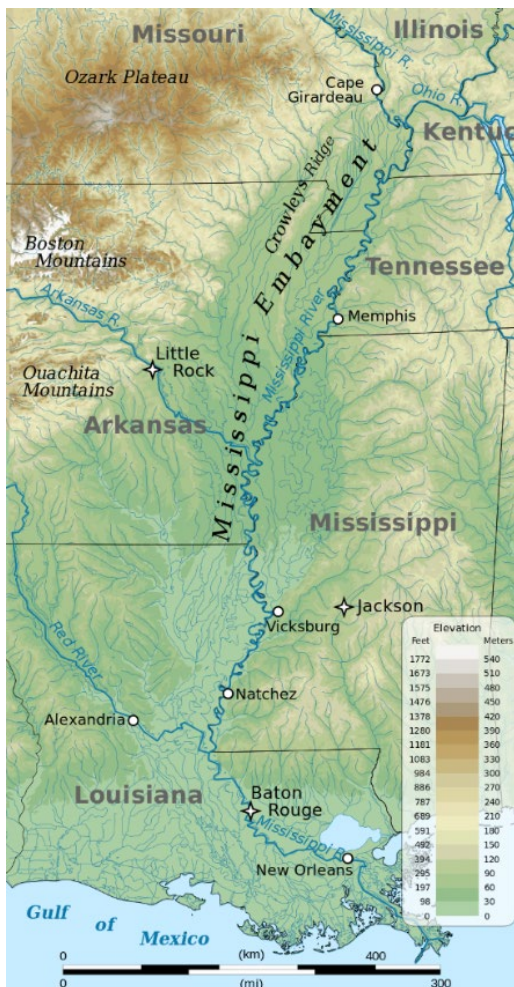 Missouri
Illinois
Mississippi R.
Ozark Plateau
Cape
Girardeau
Ohio R.
Kentuc
Crowleys Ridge
Mississippi Embayment
Boston
Mountains
Tennessee
Arkansas R.
Mississippi River
Memphis
Little
Rock
Ouachita
Mountains
Arkansas
Mississippi
Jackson
Vicksburg
Red River
Natchez
Alexandria
Louisiana
Baton
Rouge
Mississippi R.
New Orleans
Gulf
of
Mexico
Elevation
Feet Meters
1772 540
1673 510
1575 480
1476 450
1378 420
1280 390
1181 360
1083 330
984 300
886 270
787 240
689 210
591 180
492 150
394 120
295 90
197 60
98 30
0 0
0 (km) 400
0 (mi) 300